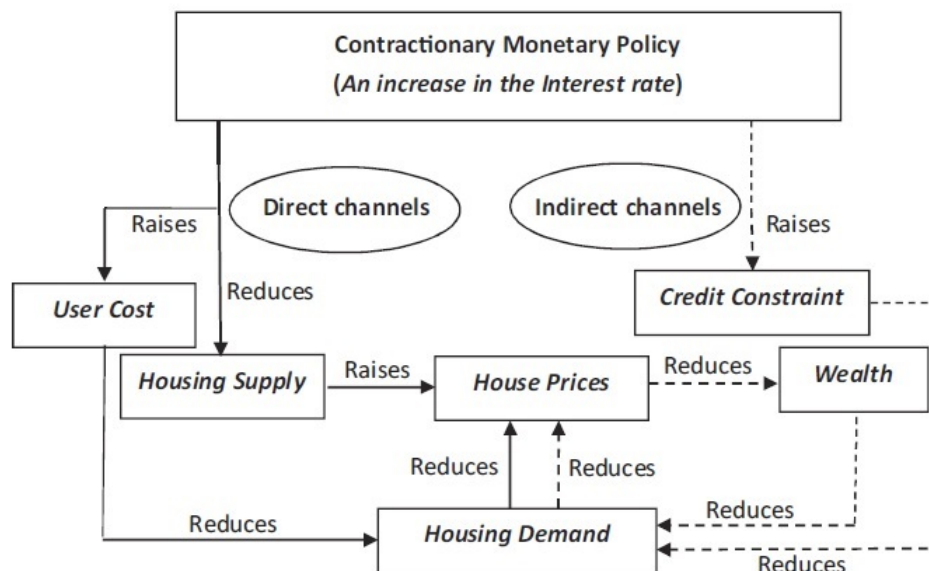 Contractionary Monetary Policy
(An increase in the Interest rate)
Direct channels
Indirect channels
Raises
Raises
User Cost
Reduces
Credit Constraint
Housing Supply
Raises
House Prices
Reduces
Wealth
Reduces
Reduces
Reduces
Housing Demand
Reduces
Reduces